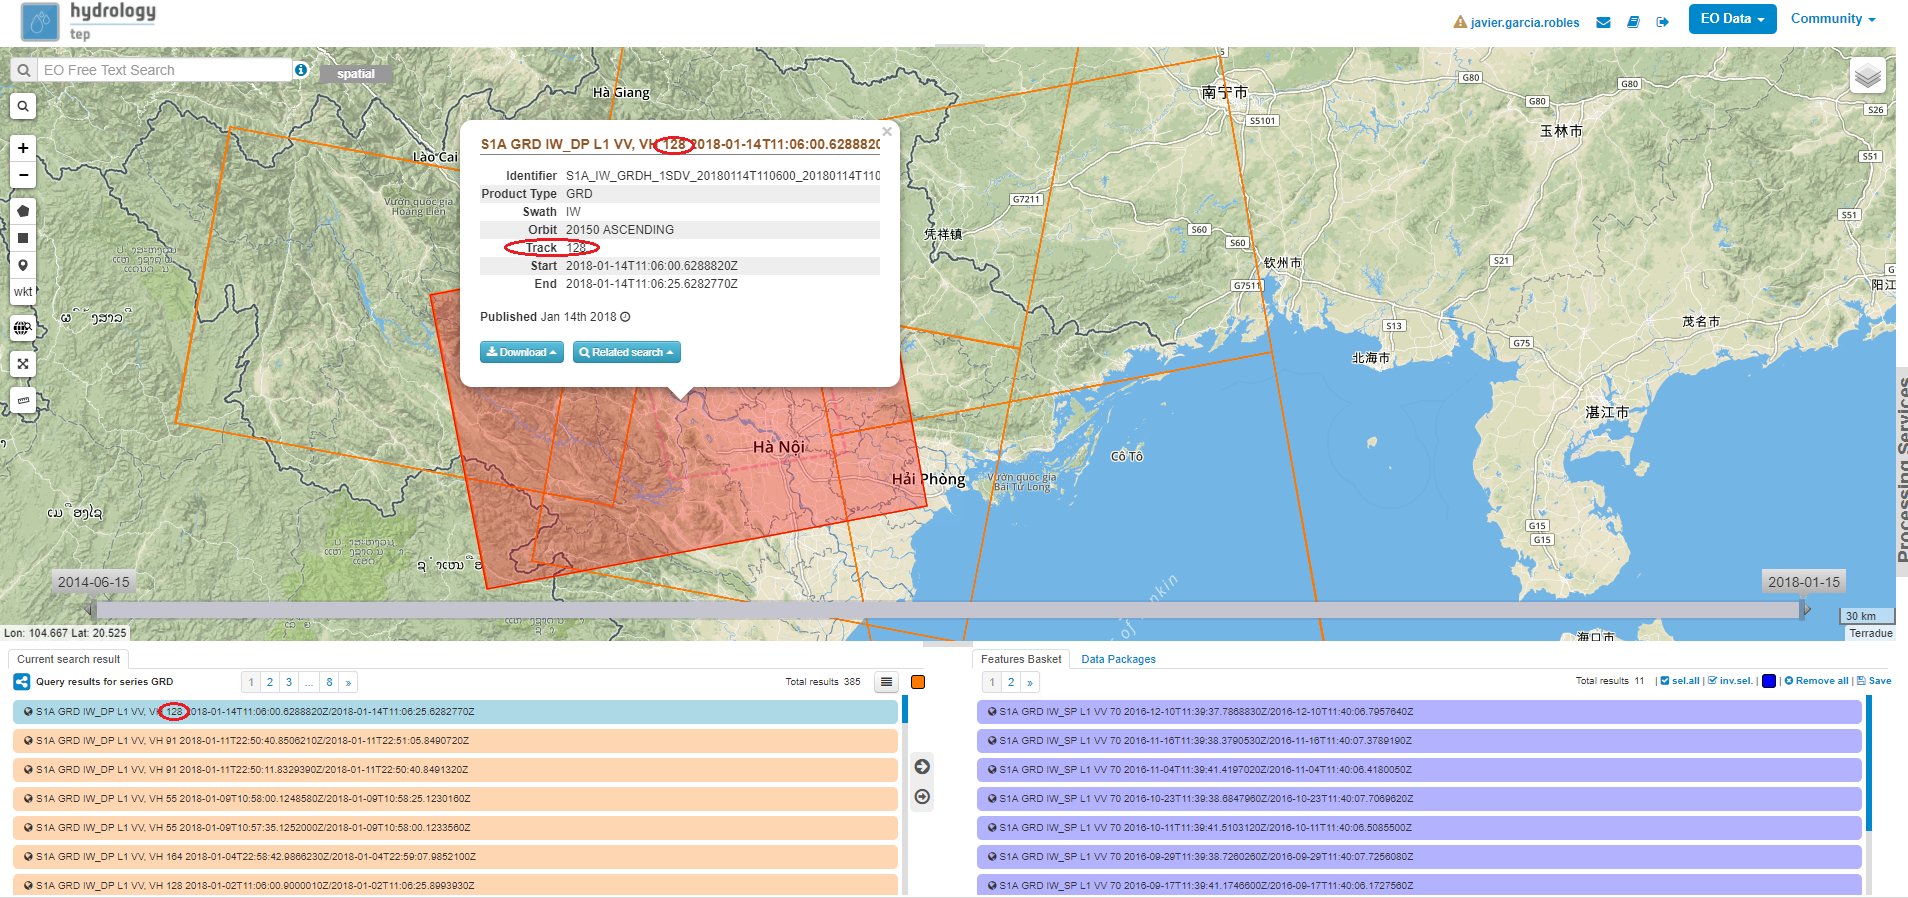 hydrology
tep
javier.garcia.robles
EO Data
Community
EO Free Text Search
spatial
Hà Giang
Lào Cai
Vườn quốc gia
Hoàng Liên
南宁市
S5101
G80
G80
G80
S26
玉林市
S51
G7211
S51
S60
S60
凭祥镇
钦州市
S21
G7511
阳江
茂名市
S13
G75
北海市
湛江市
Cô Tô
G15
G15
海口市
wkt
S1A GRD IW_DP L1 VV, VH 128 2018-01-14T11:06:00.6288820
Identifier S1A_IW_GRDH_1SDV_20180114T110600_20180114T110
Product Type GRD
Swath IW
Orbit 20150 ASCENDING
Track 128
Start 2018-01-14T11:06:00.6288820Z
End 2018-01-14T11:06:25.6282770Z
Published Jan 14th 2018
Download
Related search
Hà Nội
Hải Phòng
Vườn quốc gia
Bái Tử Long
Processing Services
2014-06-15
2018-01-15
30 km
Lon: 104.667 Lat: 20.525
Terradue
Current search result
Query results for series GRD
1 2 3 ... 8 »
Total results 385
S1A GRD IW_DP L1 VV, VH 128 2018-01-14T11:06:00.6288820Z/2018-01-14T11:06:25.6282770Z
S1A GRD IW_DP L1 VV, VH 91 2018-01-11T22:50:40.8506210Z/2018-01-11T22:51:05.8490720Z
S1A GRD IW_DP L1 VV, VH 91 2018-01-11T22:50:11.8329390Z/2018-01-11T22:50:40.8491320Z
S1A GRD IW_DP L1 VV, VH 55 2018-01-09T10:58:00.1248580Z/2018-01-09T10:58:25.1230160Z
S1A GRD IW_DP L1 VV, VH 55 2018-01-09T10:57:35.1252000Z/2018-01-09T10:58:00.1233560Z
S1A GRD IW_DP L1 VV, VH 164 2018-01-04T22:58:42.9866230Z/2018-01-04T22:59:07.9852100Z
S1A GRD IW_DP L1 VV, VH 128 2018-01-02T11:06:00.9000010Z/2018-01-02T11:06:25.8993930Z
Features Basket
Data Packages
1 2 »
Total results 11 | sel.all | inv.sel. | | Remove all | Save
S1A GRD IW_SP L1 VV 70 2016-12-10T11:39:37.7868830Z/2016-12-10T11:40:06.7957640Z
S1A GRD IW_SP L1 VV 70 2016-11-16T11:39:38.3790530Z/2016-11-16T11:40:07.3789190Z
S1A GRD IW_SP L1 VV 70 2016-11-04T11:39:41.4197020Z/2016-11-04T11:40:06.4180050Z
S1A GRD IW_SP L1 VV 70 2016-10-23T11:39:38.6847960Z/2016-10-23T11:40:07.7069620Z
S1A GRD IW_SP L1 VV 70 2016-10-11T11:39:41.5103120Z/2016-10-11T11:40:06.5085500Z
S1A GRD IW_SP L1 VV 70 2016-09-29T11:39:38.7260260Z/2016-09-29T11:40:07.7256080Z
S1A GRD IW_SP L1 VV 70 2016-09-17T11:39:41.1746600Z/2016-09-17T11:40:06.1727560Z